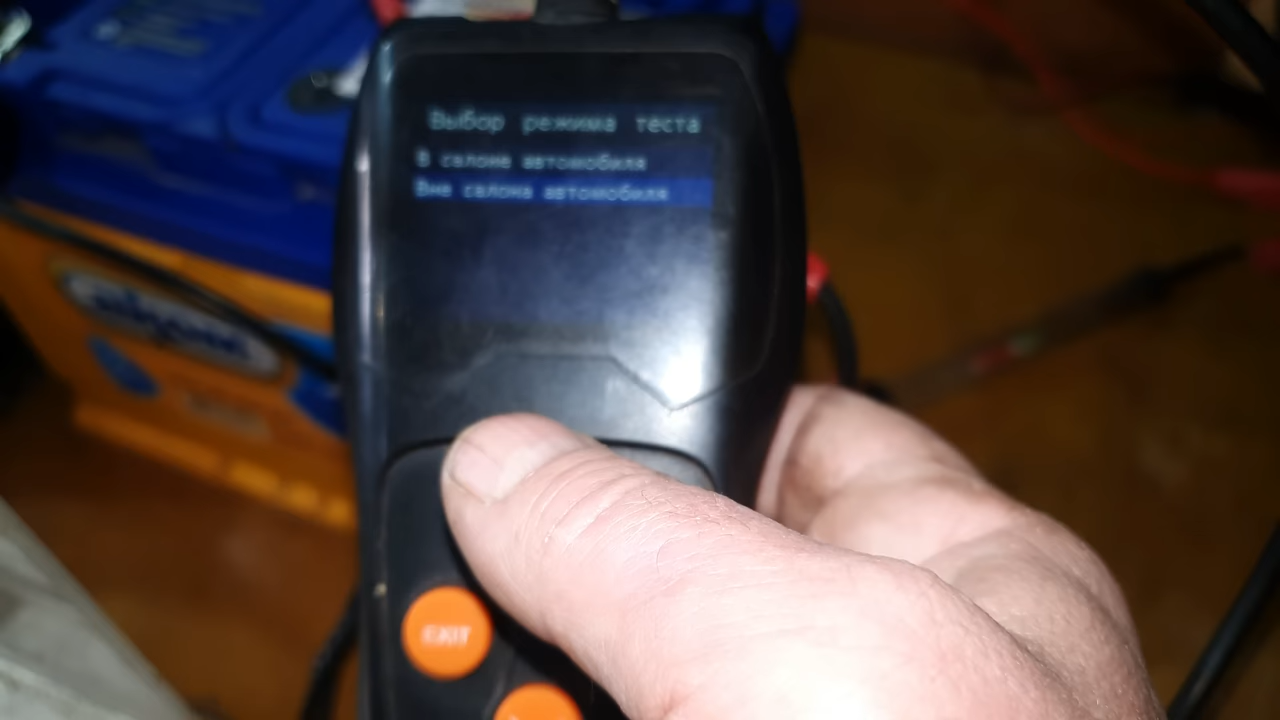 Выбор режима теста
В салоне автомобиля
Вне салона автомобиля
EXIT